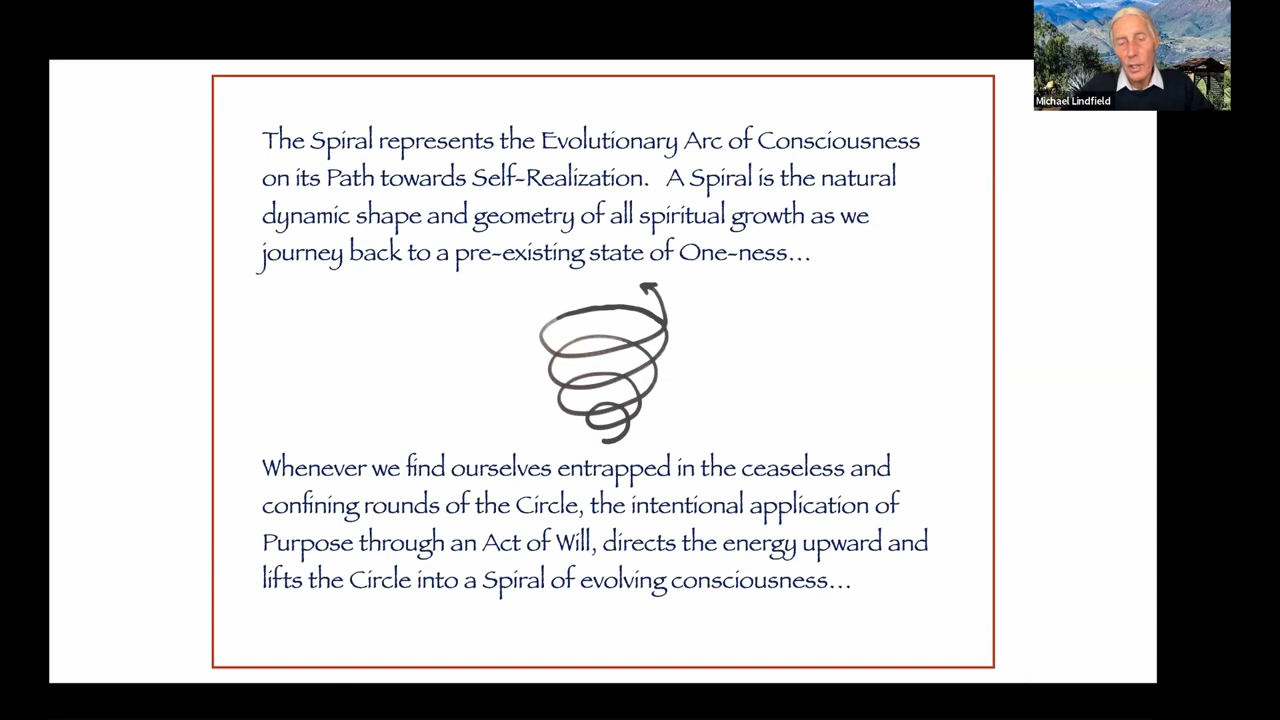 Michael Lindfield
The Spiral represents the Evolutionary Arc of Consciousness
on its Path towards Self-Realization. A Spiral is the natural
dynamic shape and geometry of all spiritual growth as we
journey back to a pre-existing state of One-ness...
Whenever we find ourselves entrapped in the ceaseless and
confining rounds of the Circle, the intentional application of
Purpose through an Act of Will, directs the energy upward and
lifts the Circle into a Spiral of evolving consciousness...